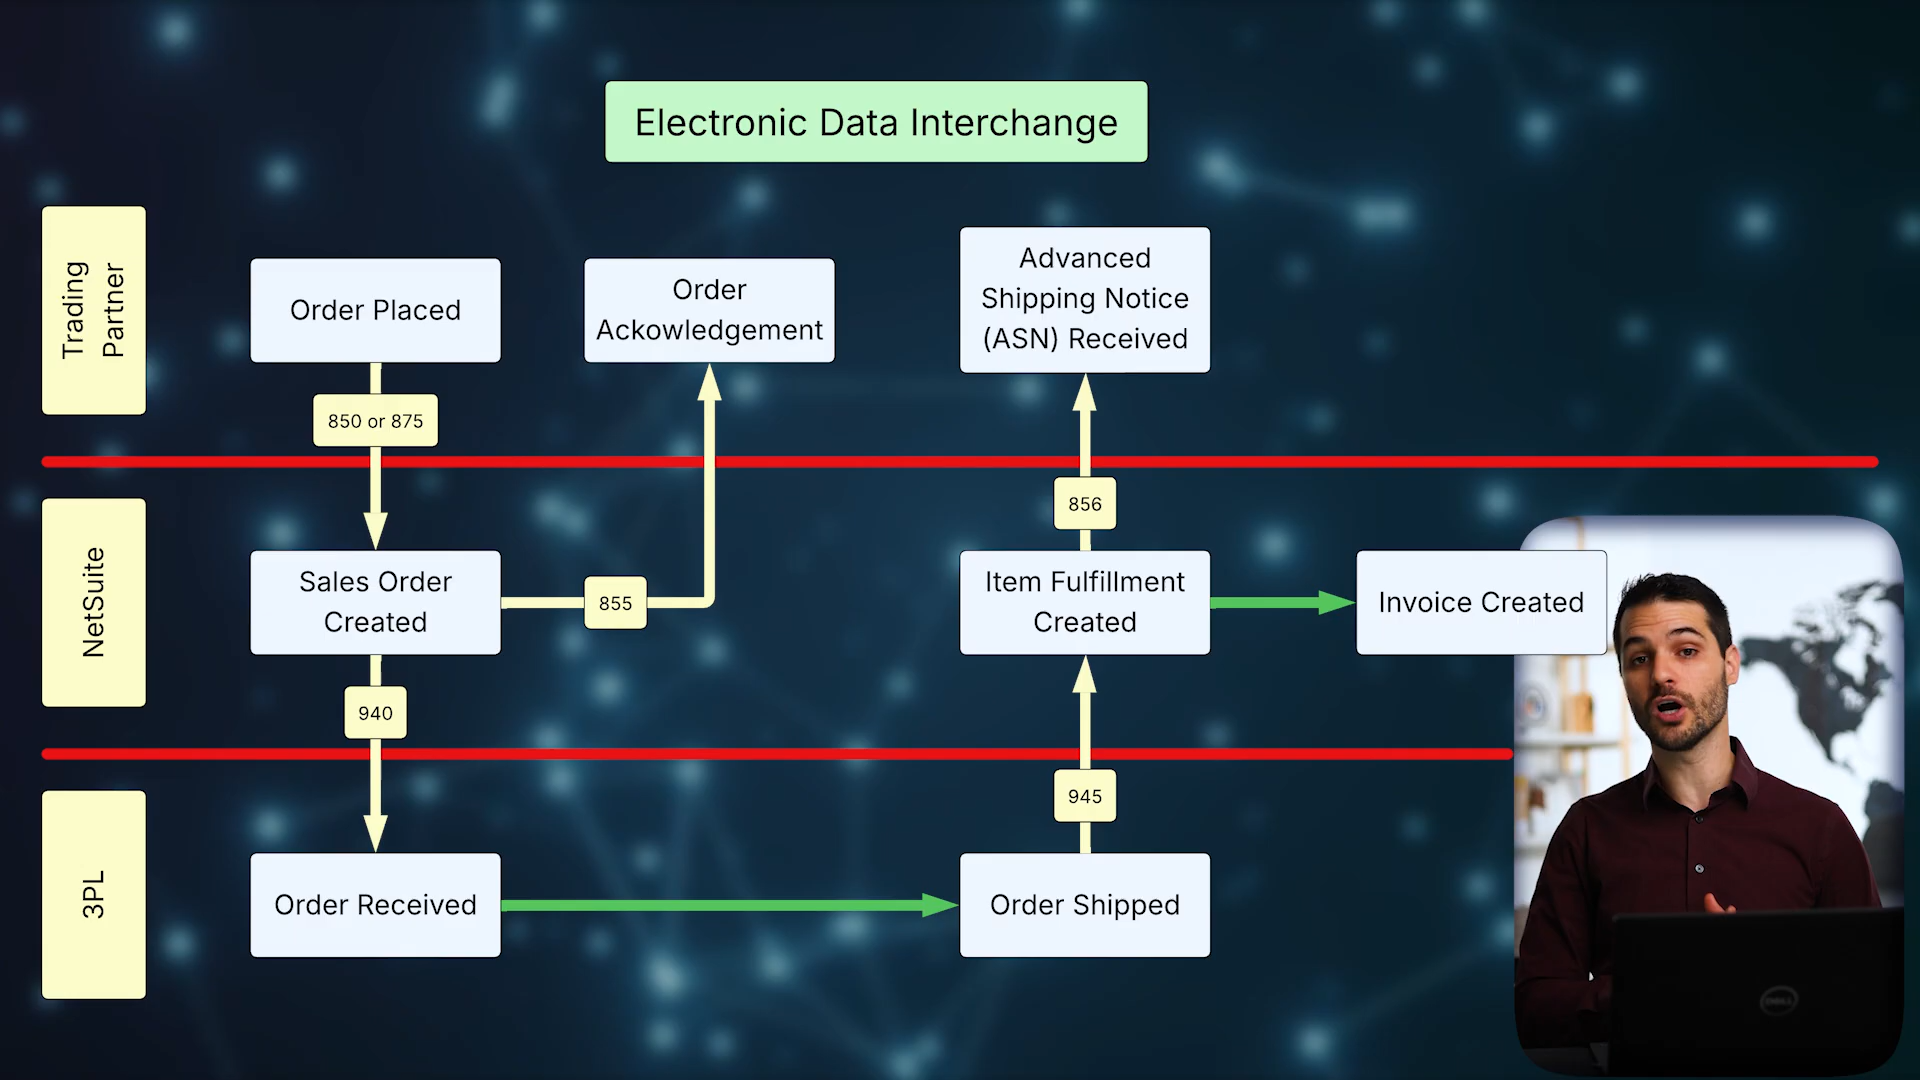 Electronic Data Interchange
Trading
Partner
Order Placed
Order
Ackowledgement
Advanced
Shipping Notice
(ASN) Received
850 or 875
856
NetSuite
Sales Order
Created
855
Item Fulfillment
Created
Invoice Created
940
945
3PL
Order Received
Order Shipped
DELL